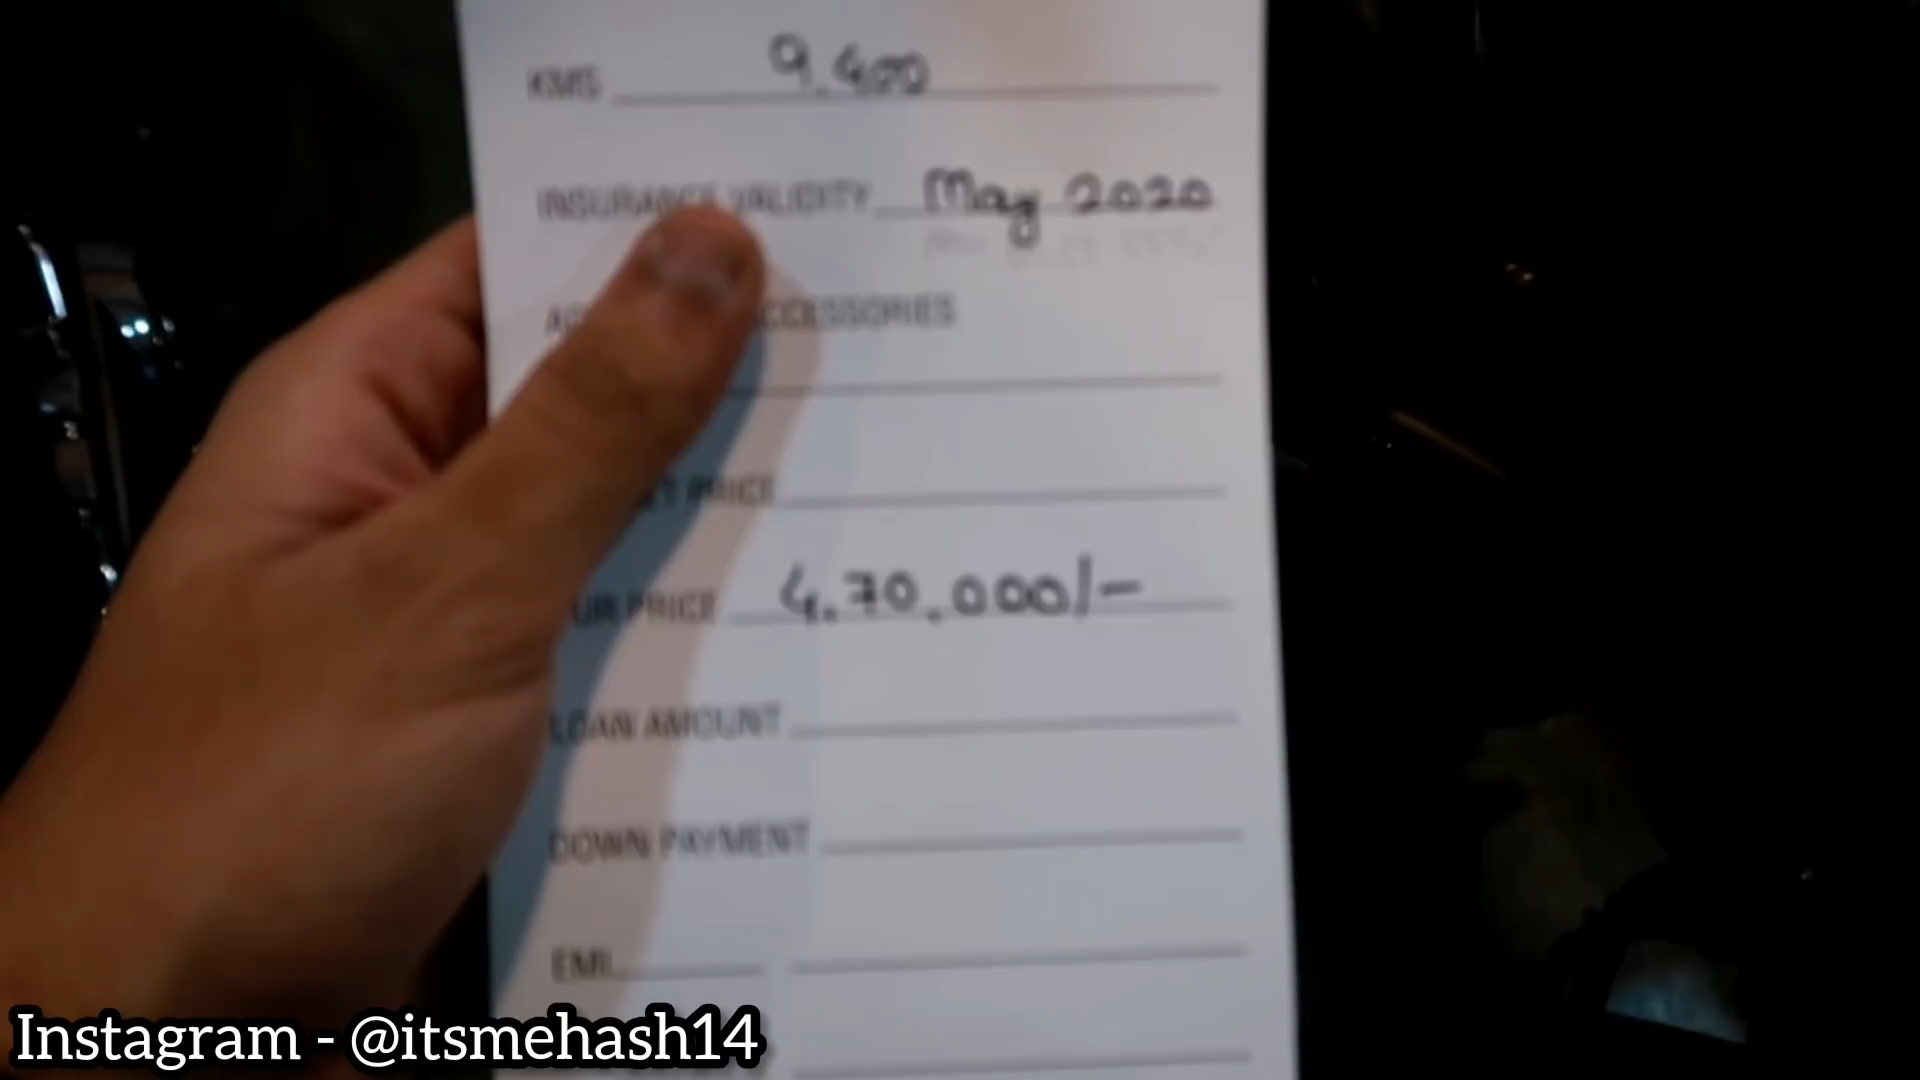 KMS 9,400
INSURANCE VALIDITY May 2020
ACCESSORIES
PRICE
OUR PRICE 4,70,000/-
LOAN AMOUNT
DOWN PAYMENT
EMI
Instagram - @itsmehash14